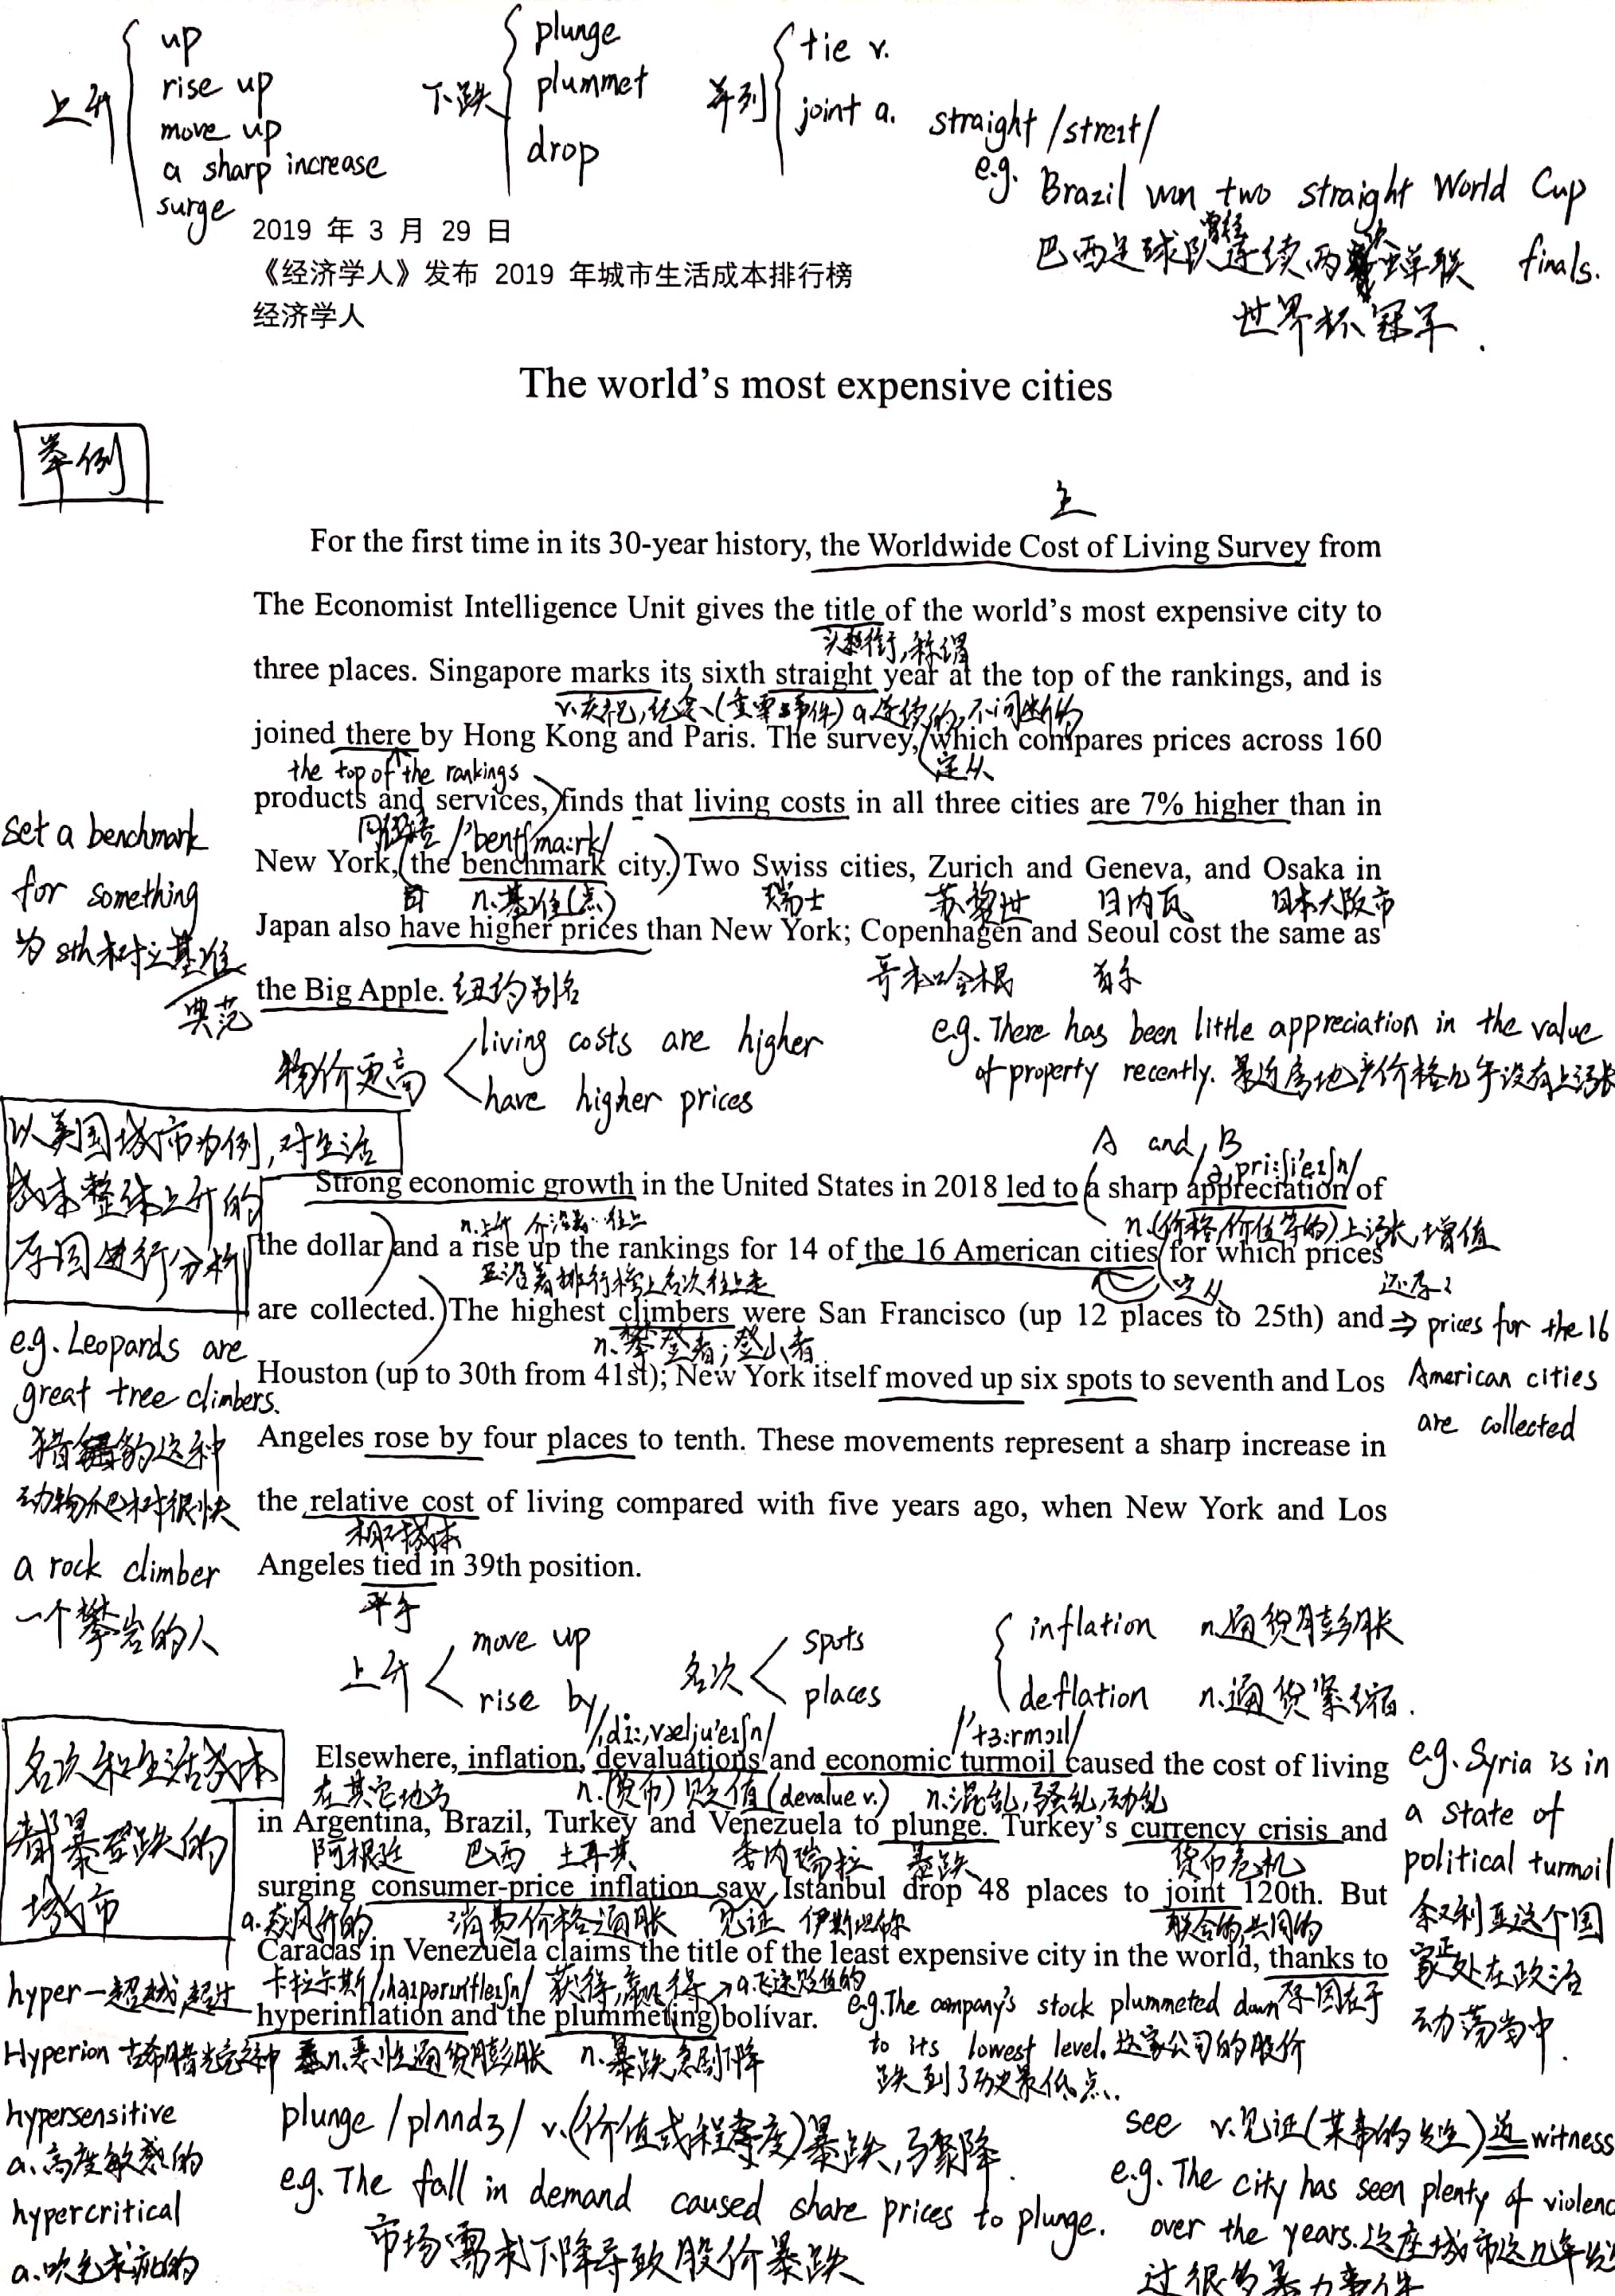 上升
up
rise up
move up
a sharp increase
surge
下跌
plunge
plummet
drop
并列
tie v.
joint a.
straight /streɪt/
e.g. Brazil won two straight World Cup finals.
巴西足球队曾经连续两次蝉联
世界杯冠军.
2019 年 3 月 29 日
《经济学人》发布 2019 年城市生活成本排行榜
经济学人
The world's most expensive cities
举例
主
For the first time in its 30-year history, the Worldwide Cost of Living Survey from
The Economist Intelligence Unit gives the title of the world's most expensive city to
头衔,称谓
three places. Singapore marks its sixth straight year at the top of the rankings, and is
v.庆祝,纪念(重要事件) a.连续的,不间断的
joined there by Hong Kong and Paris. The survey, which compares prices across 160
the top of the rankings
定从
products and services, finds that living costs in all three cities are 7% higher than in
同位语 /'bentʃmɑːrk/
New York, (the benchmark city.) Two Swiss cities, Zurich and Geneva, and Osaka in
n.基准(点) 瑞士 苏黎世 日内瓦 日本大阪市
Japan also have higher prices than New York; Copenhagen and Seoul cost the same as
哥本哈根 首尔
the Big Apple. 纽约别名
set a benchmark
for something
为 sth 树立基准
典范
物价更高
living costs are higher
have higher prices
e.g. There has been little appreciation in the value
of property recently. 最近房地产价格几乎没有上涨
以美国城市为例,对生活
成本整体上升的
原因进行分析
A and B
/əˌpriːʃi'eɪʃn/
Strong economic growth in the United States in 2018 led to a sharp appreciation of
n.上升 介.沿着…往上
n.(价格,价值等的)上涨,增值
the dollar and a rise up the rankings for 14 of the 16 American cities for which prices
沿着排行榜上名次往上走
定从
还原:
are collected. The highest climbers were San Francisco (up 12 places to 25th) and
⇒ prices for the 16
American cities
are collected
n.攀登者;登山者
Houston (up to 30th from 41st); New York itself moved up six spots to seventh and Los
Angeles rose by four places to tenth. These movements represent a sharp increase in
the relative cost of living compared with five years ago, when New York and Los
相对成本
Angeles tied in 39th position.
平手
e.g. Leopards are
great tree climbers.
猎豹这种
动物爬树很快
a rock climber
一个攀岩的人
上升
move up
rise by
名次
spots
places
inflation n.通货膨胀
deflation n.通货紧缩.
名次和生活成本
都暴跌的
城市
/ˌdiːˌvælju'eɪʃn/
/'tɜːrmɔɪl/
Elsewhere, inflation, devaluations and economic turmoil caused the cost of living
在其它地方 n.(货币)贬值(devalue v.) n.混乱,骚乱,动乱
in Argentina, Brazil, Turkey and Venezuela to plunge. Turkey's currency crisis and
阿根廷 巴西 土耳其 委内瑞拉 暴跌 货币危机
surging consumer-price inflation saw Istanbul drop 48 places to joint 120th. But
a.飙升的 消费价格通胀 见证 伊斯坦布尔 联合的,共同的
Caracas in Venezuela claims the title of the least expensive city in the world, thanks to
卡拉卡斯 获得,赢得 a.飞速贬值的
原因在于
hyperinflation and the plummet(ing) bolívar.
n.恶性通货膨胀 n.暴跌,急剧下降
e.g. The company's stock plummeted down
to its lowest level. 这家公司的股价
跌到了历史最低点.
e.g. Syria is in
a state of
political turmoil
叙利亚这个国
家正处在政治
动荡当中.
hyper—超越,超过
Hyperion 古希腊
hypersensitive
a.高度敏感的
hypercritical
a.吹毛求疵的
plunge /plʌndʒ/ v.(价值或程度)暴跌,骤降.
e.g. The fall in demand caused share prices to plunge.
市场需求下降导致股价暴跌
see v.见证(某事的发生) 近 witness
e.g. The city has seen plenty of violenc
over the years. 这座城市这几年发
过很多暴力事件